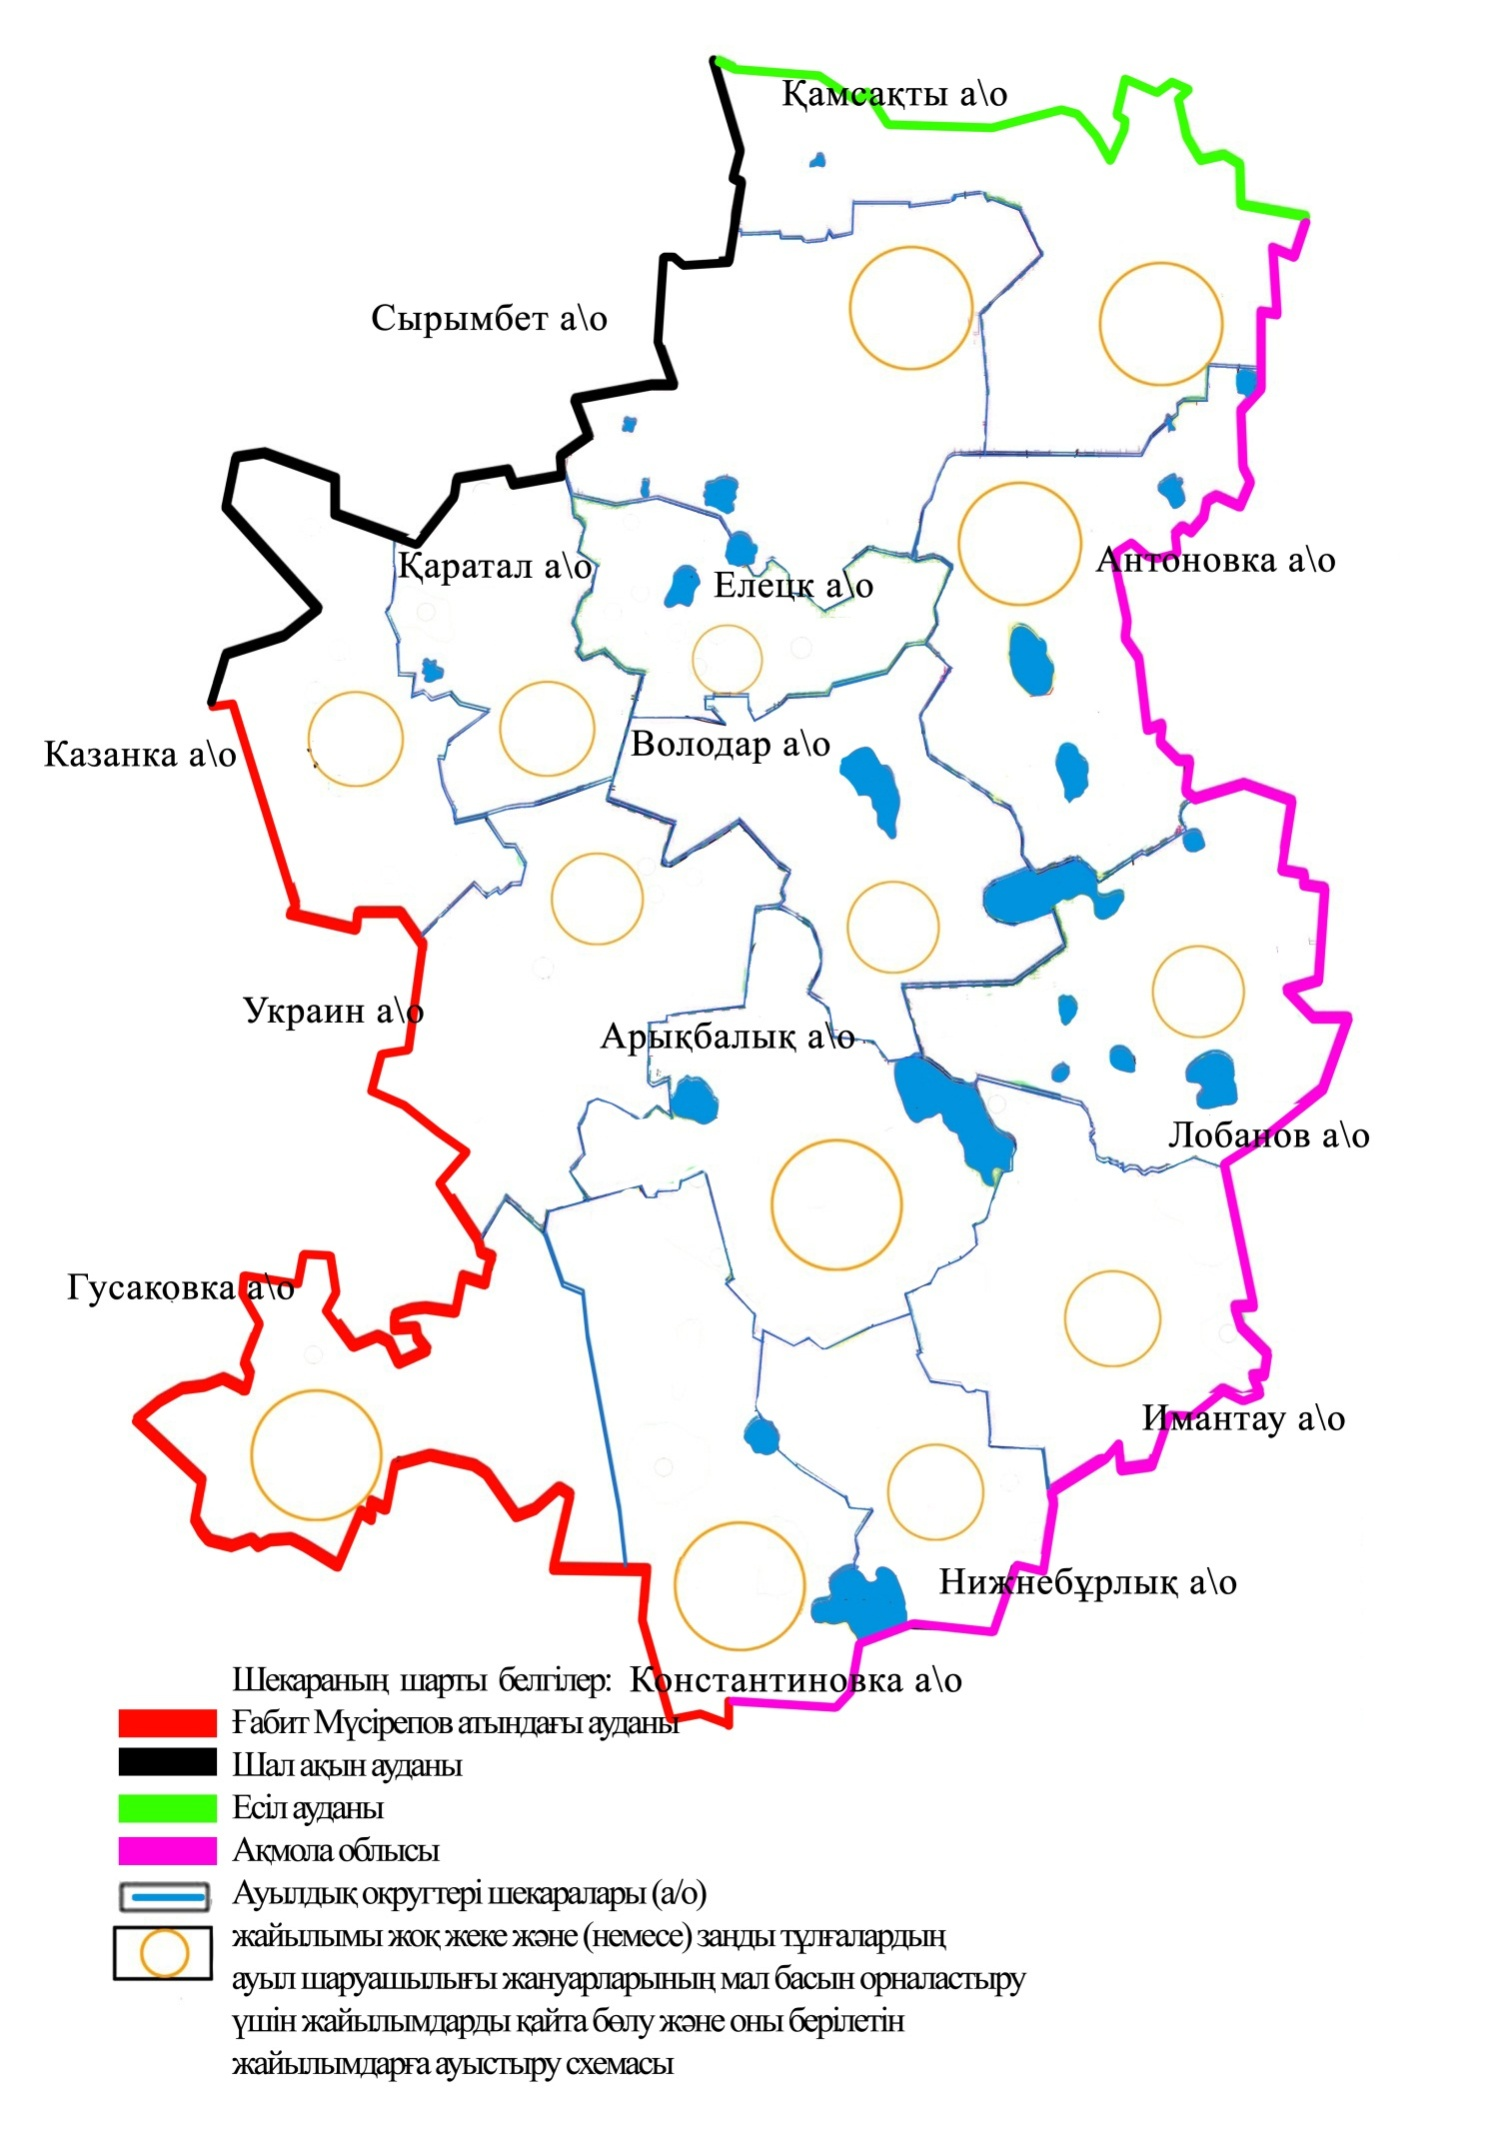 Қамсақты а\о
Сырымбет а\о
Қаратал а\о
Елецк а\о
Антоновка а\о
Казанка а\о
Володар а\о
Украин а\о
Арықбалық а\о
Лобанов а\о
Гусаковка а\о
Имантау а\о
Нижнебұрлық а\о
Константиновка а\о
Шекараның шарты белгілер:
Ғабит Мүсірепов атындағы ауданы
Шал ақын ауданы
Есіл ауданы
Ақмола облысы
Ауылдық округтері шекаралары (а/о)
жайылымы жоқ жеке және (немесе) занды тұлғалардың
ауыл шаруашылығы жануарларының мал басын орналастыру
үшін жайылымдарды қайта бөлу және оны берілетін
жайылымдарға ауыстыру схемасы